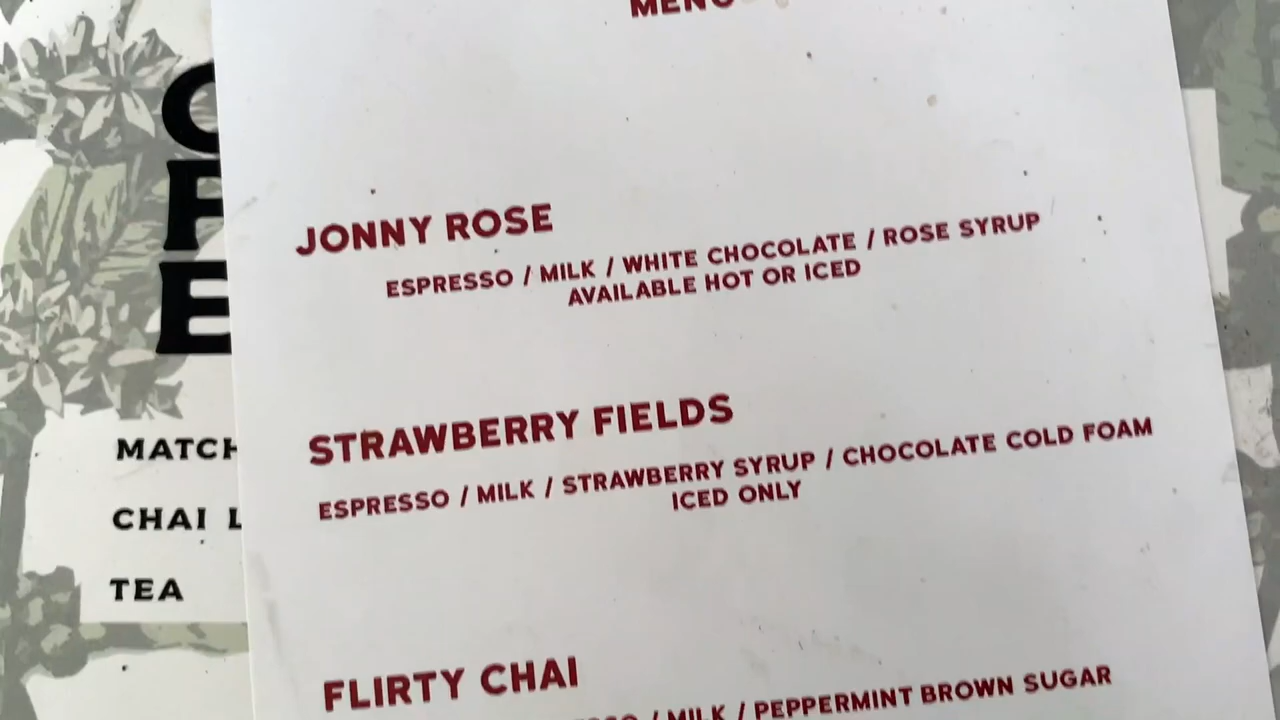 MENU
JONNY ROSE
ESPRESSO / MILK / WHITE CHOCOLATE / ROSE SYRUP
AVAILABLE HOT OR ICED
STRAWBERRY FIELDS
ESPRESSO / MILK / STRAWBERRY SYRUP / CHOCOLATE COLD FOAM
ICED ONLY
FLIRTY CHAI
/ MILK / PEPPERMINT BROWN SUGAR
CHAI
TEA